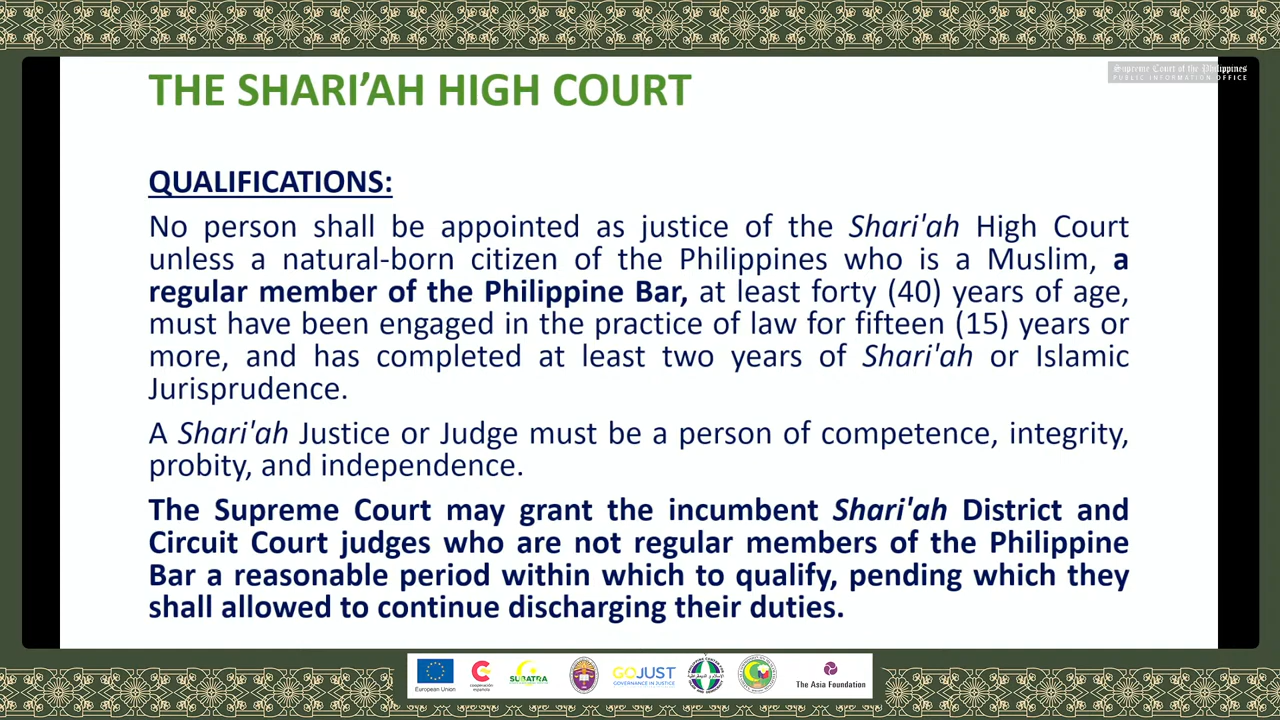 Supreme Court of the Philippines
PUBLIC INFORMATION OFFICE
THE SHARI’AH HIGH COURT
QUALIFICATIONS:
No person shall be appointed as justice of the Shari'ah High Court
unless a natural-born citizen of the Philippines who is a Muslim, a
regular member of the Philippine Bar, at least forty (40) years of age,
must have been engaged in the practice of law for fifteen (15) years or
more, and has completed at least two years of Shari'ah or Islamic
Jurisprudence.
A Shari'ah Justice or Judge must be a person of competence, integrity,
probity, and independence.
The Supreme Court may grant the incumbent Shari'ah District and
Circuit Court judges who are not regular members of the Philippine
Bar a reasonable period within which to qualify, pending which they
shall allowed to continue discharging their duties.
European Union
cooperación
española
SUBATRA
GOJUST
GOVERNANCE IN JUSTICE
The Asia Foundation